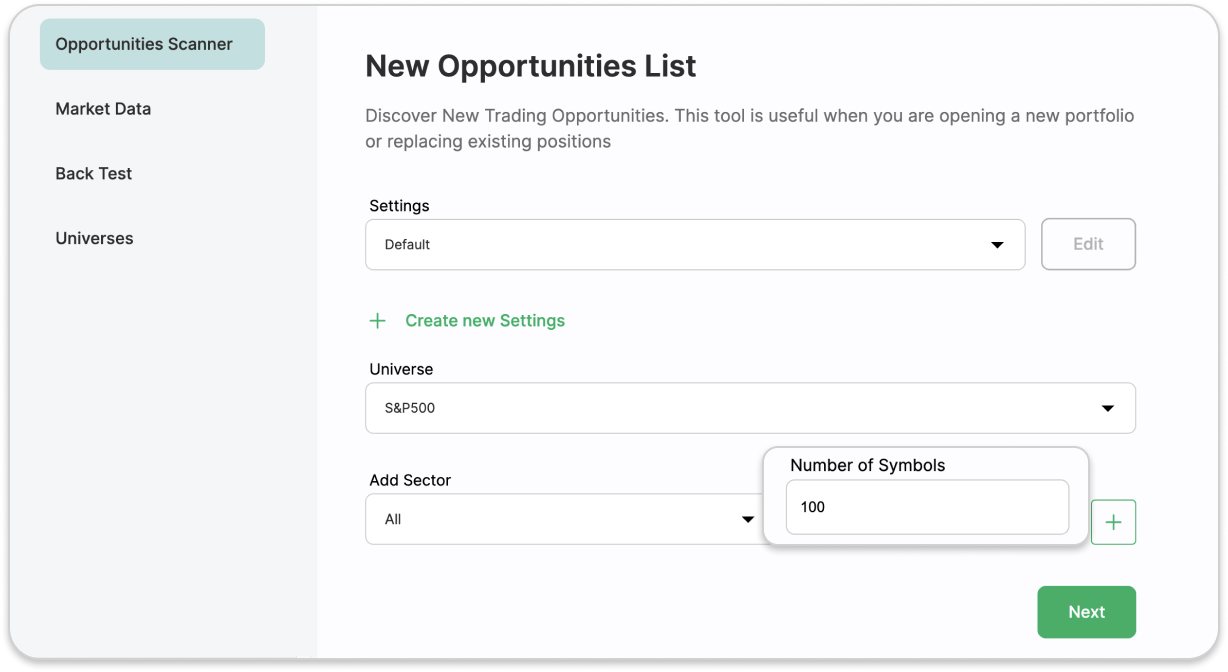 Opportunities Scanner
Market Data
Back Test
Universes
New Opportunities List
Discover New Trading Opportunities. This tool is useful when you are opening a new portfolio
or replacing existing positions
Settings
Default
Edit
Create new Settings
Universe
S&P500
Add Sector
All
Number of Symbols
100
Next